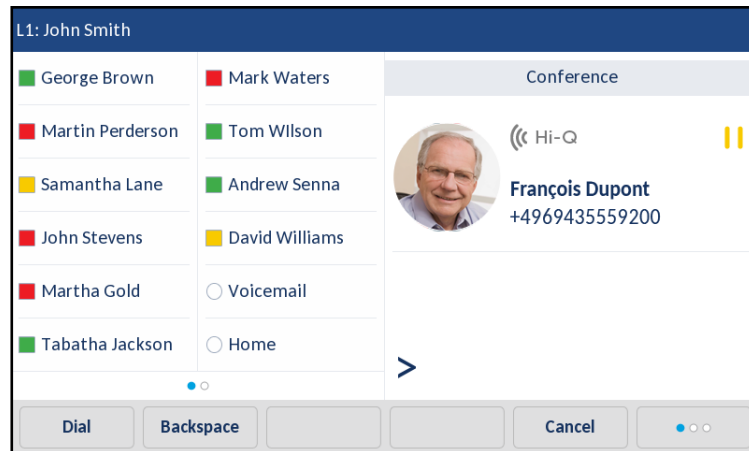 L1: John Smith
George Brown
Martin Perderson
Samantha Lane
John Stevens
Martha Gold
Tabatha Jackson
Mark Waters
Tom WIlson
Andrew Senna
David Williams
Voicemail
Home
Conference
Hi-Q
François Dupont
+4969435559200
>
Dial
Backspace
Cancel